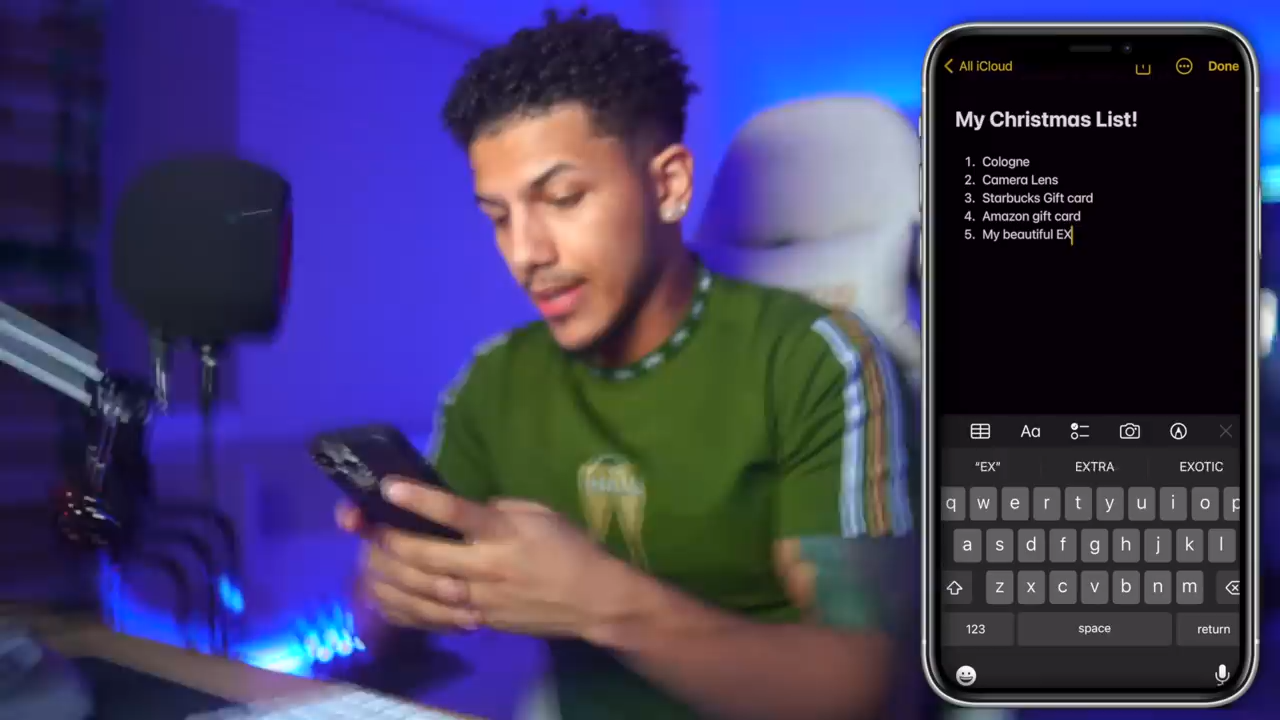 All iCloud
Done
My Christmas List!
1. Cologne
2. Camera Lens
3. Starbucks Gift card
4. Amazon gift card
5. My beautiful EX
Aa
“EX” EXTRA EXOTIC
q w e r t y u i o p
a s d f g h j k l
z x c v b n m
123 space return